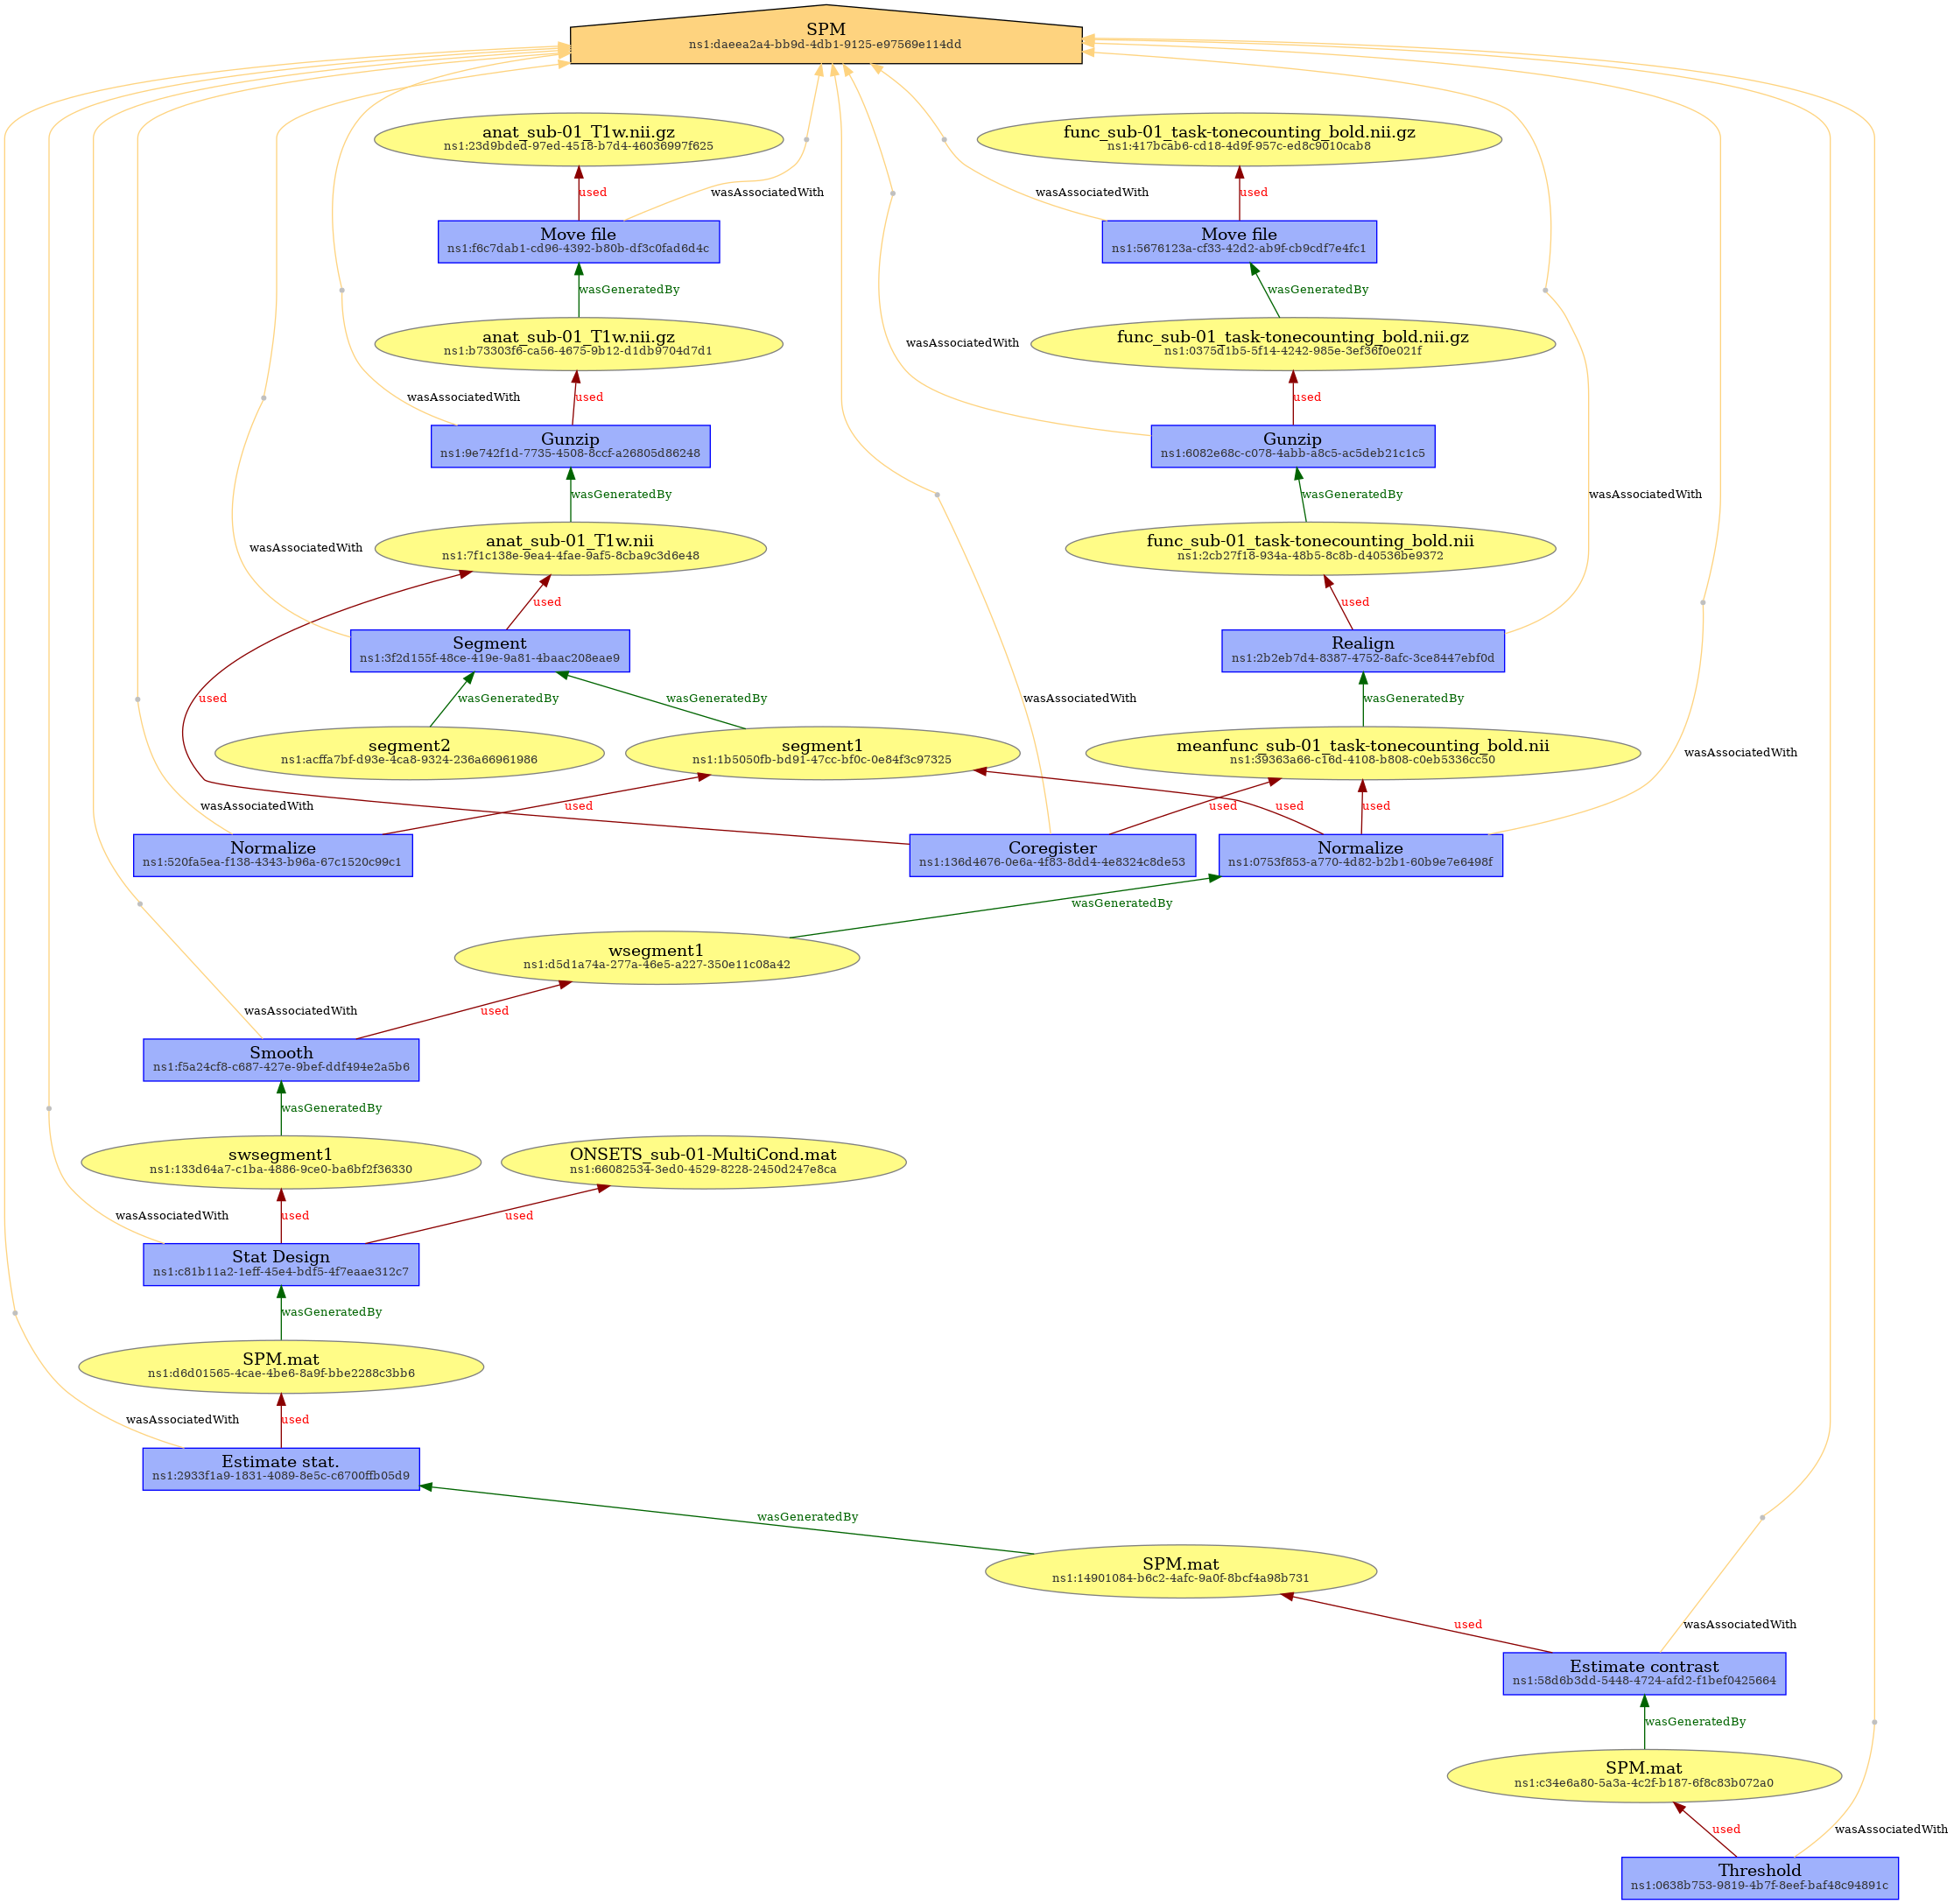 SPM
ns1:daeea2a4-bb9d-4db1-9125-e97569e114dd
anat_sub-01_T1w.nii.gz
ns1:23d9bded-97ed-4518-b7d4-46036997f625
func_sub-01_task-tonecounting_bold.nii.gz
ns1:417bcab6-cd18-4d9f-957c-ed8c9010cab8
used
wasAssociatedWith
wasAssociatedWith
used
Move file
ns1:f6c7dab1-cd96-4392-b80b-df3c0fad6d4c
Move file
ns1:5676123a-cf33-42d2-ab9f-cb9cdf7e4fc1
wasGeneratedBy
wasGeneratedBy
anat_sub-01_T1w.nii.gz
ns1:b73303f6-ca56-4675-9b12-d1db9704d7d1
wasAssociatedWith
func_sub-01_task-tonecounting_bold.nii.gz
ns1:0375d1b5-5f14-4242-985e-3ef36f0e021f
wasAssociatedWith
used
used
Gunzip
ns1:9e742f1d-7735-4508-8ccf-a26805d86248
Gunzip
ns1:6082e68c-c078-4abb-a8c5-ac5deb21c1c5
wasGeneratedBy
wasGeneratedBy
wasAssociatedWith
wasAssociatedWith
anat_sub-01_T1w.nii
ns1:7f1c138e-9ea4-4fae-9af5-8cba9c3d6e48
func_sub-01_task-tonecounting_bold.nii
ns1:2cb27f18-934a-48b5-8c8b-d40536be9372
used
used
Segment
ns1:3f2d155f-48ce-419e-9a81-4baac208eae9
Realign
ns1:2b2eb7d4-8387-4752-8afc-3ce8447ebf0d
used
wasGeneratedBy
wasGeneratedBy
wasAssociatedWith
wasGeneratedBy
segment2
ns1:acffa7bf-d93e-4ca8-9324-236a66961986
segment1
ns1:1b5050fb-bd91-47cc-bf0c-0e84f3c97325
meanfunc_sub-01_task-tonecounting_bold.nii
ns1:39363a66-c16d-4108-b808-c0eb5336cc50
wasAssociatedWith
wasAssociatedWith
used
used
used
used
Normalize
ns1:520fa5ea-f138-4343-b96a-67c1520c99c1
Coregister
ns1:136d4676-0e6a-4f83-8dd4-4e8324c8de53
Normalize
ns1:0753f853-a770-4d82-b2b1-60b9e7e6498f
wasGeneratedBy
wsegment1
ns1:d5d1a74a-277a-46e5-a227-350e11c08a42
wasAssociatedWith
used
Smooth
ns1:f5a24cf8-c687-427e-9bef-ddf494e2a5b6
wasGeneratedBy
swsegment1
ns1:133d64a7-c1ba-4886-9ce0-ba6bf2f36330
ONSETS_sub-01-MultiCond.mat
ns1:66082534-3ed0-4529-8228-2450d247e8ca
wasAssociatedWith
used
used
Stat Design
ns1:c81b11a2-1eff-45e4-bdf5-4f7eaae312c7
wasGeneratedBy
SPM.mat
ns1:d6d01565-4cae-4be6-8a9f-bbe2288c3bb6
wasAssociatedWith
used
Estimate stat.
ns1:2933f1a9-1831-4089-8e5c-c6700ffb05d9
wasGeneratedBy
SPM.mat
ns1:14901084-b6c2-4afc-9a0f-8bcf4a98b731
used
wasAssociatedWith
Estimate contrast
ns1:58d6b3dd-5448-4724-afd2-f1bef0425664
wasGeneratedBy
SPM.mat
ns1:c34e6a80-5a3a-4c2f-b187-6f8c83b072a0
used
wasAssociatedWith
Threshold
ns1:0638b753-9819-4b7f-8eef-baf48c94891c